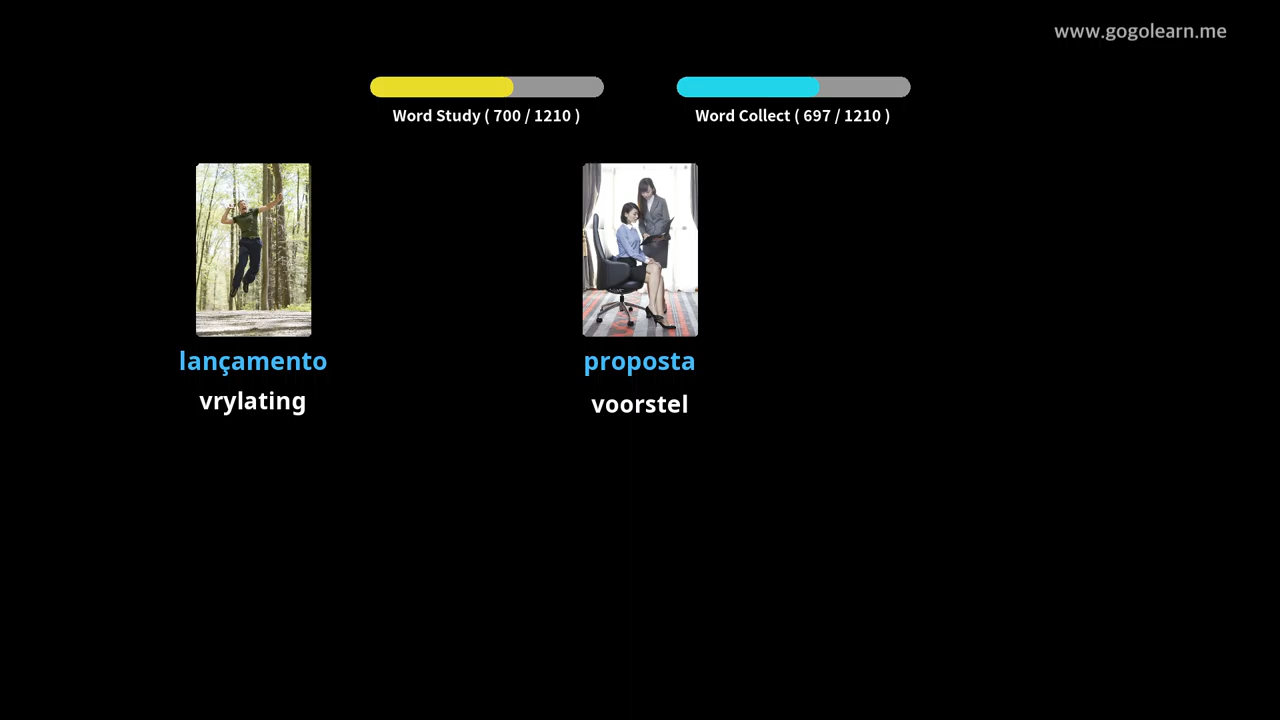 www.gogolearn.me
Word Study ( 700 / 1210 )
Word Collect ( 697 / 1210 )
lançamento
vrylating
proposta
voorstel